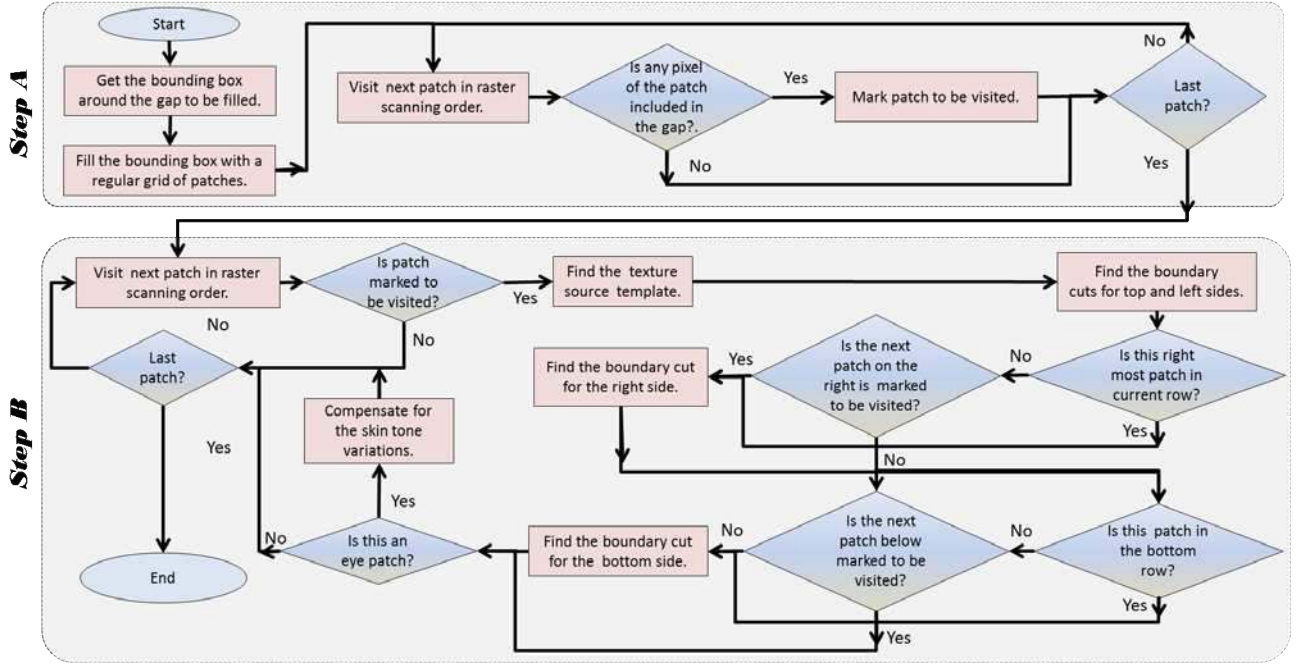 Step A
Start
Get the bounding box
around the gap to be filled.
Fill the bounding box with a
regular grid of patches.
Visit next patch in raster
scanning order.
Is any pixel
of the patch
included in
the gap?.
Yes
No
Mark patch to be visited.
Last
patch?
No
Yes
Step B
Visit next patch in raster
scanning order.
Is patch
marked to
be visited?
Yes
No
Find the texture
source template.
Find the boundary
cuts for top and left sides.
Is this right
most patch in
current row?
No
Yes
Is the next
patch on
the right is marked
to be visited?
Yes
No
Find the boundary cut
for the right side.
Is this patch in
the bottom
row?
No
Yes
Is the next
patch below
marked to be
visited?
No
Yes
Find the boundary cut
for the bottom side.
Is this an
eye patch?
Yes
No
Compensate for
the skin tone
variations.
Last
patch?
No
Yes
End